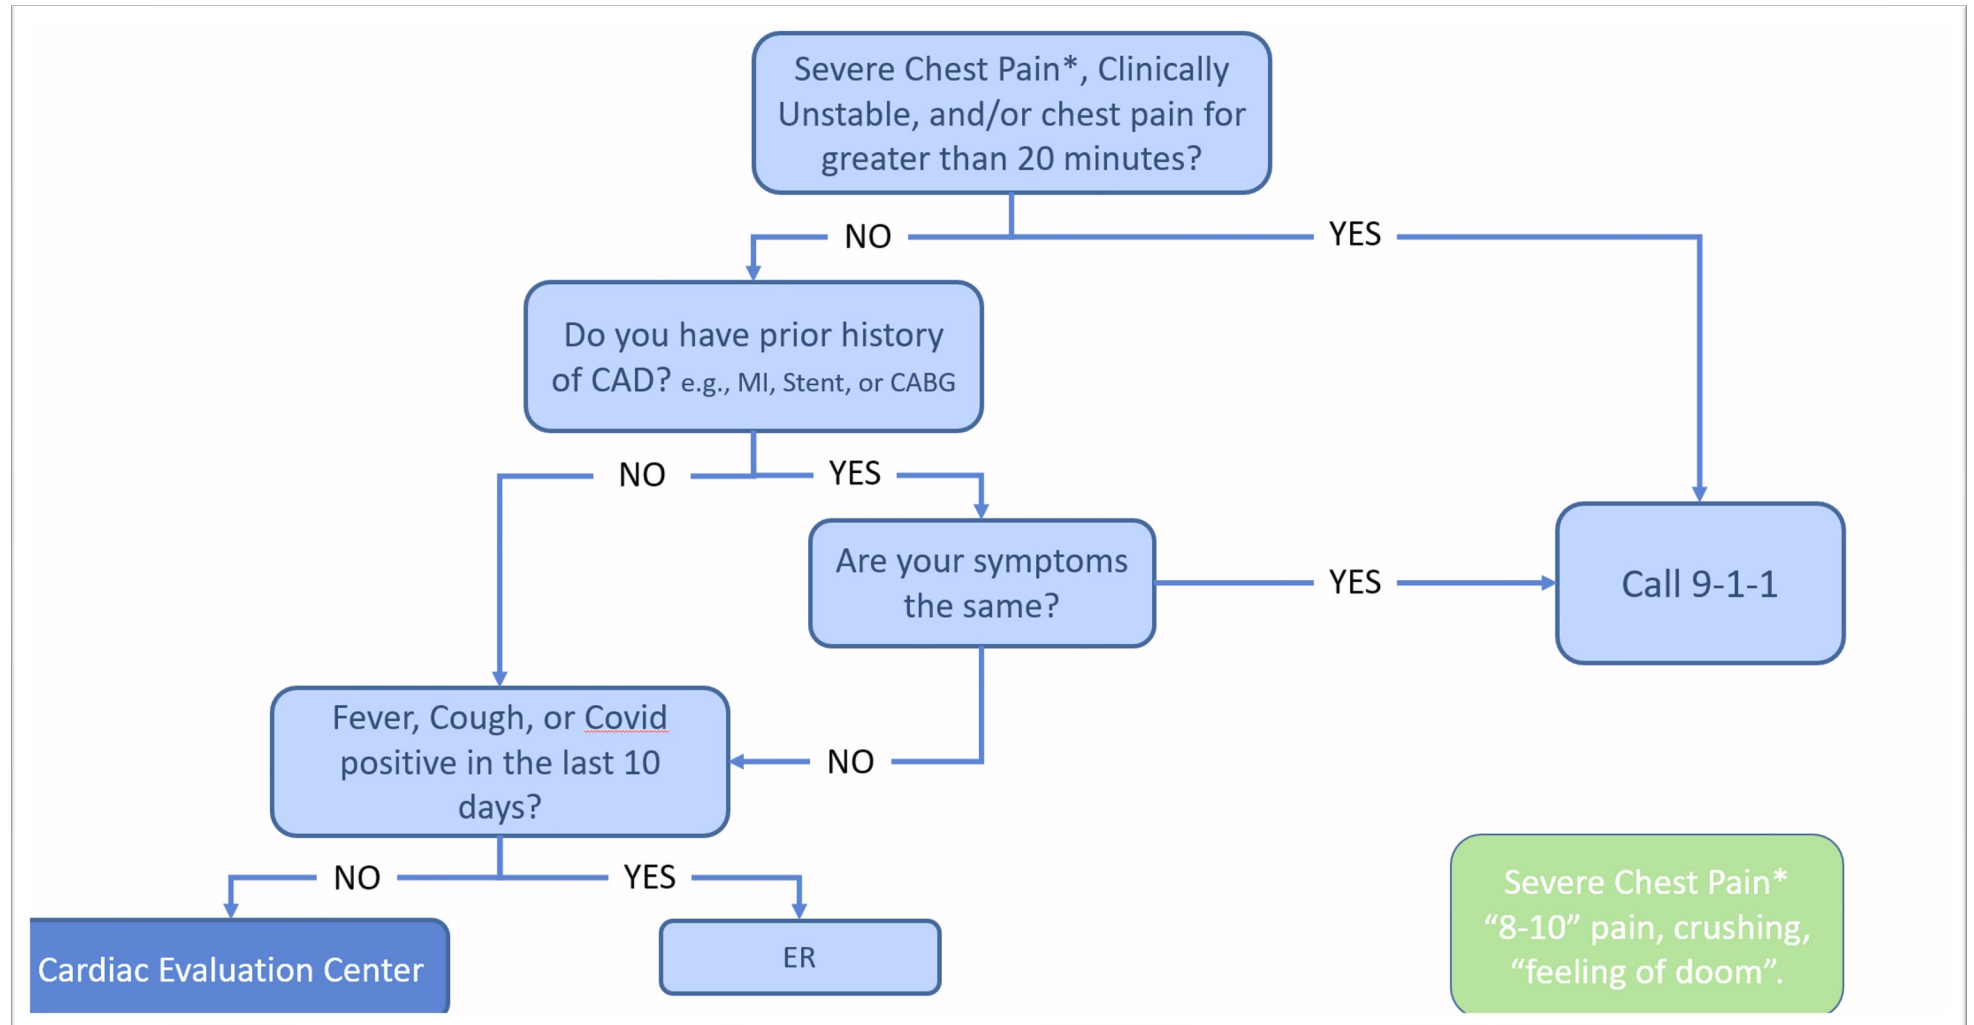 Severe Chest Pain*, Clinically
Unstable, and/or chest pain for
greater than 20 minutes?
NO
YES
Do you have prior history
of CAD? e.g., MI, Stent, or CABG
NO
YES
Are your symptoms
the same?
YES
Call 9-1-1
Fever, Cough, or Covid
positive in the last 10
days?
NO
NO
YES
Cardiac Evaluation Center
ER
Severe Chest Pain*
“8-10” pain, crushing,
“feeling of doom”.